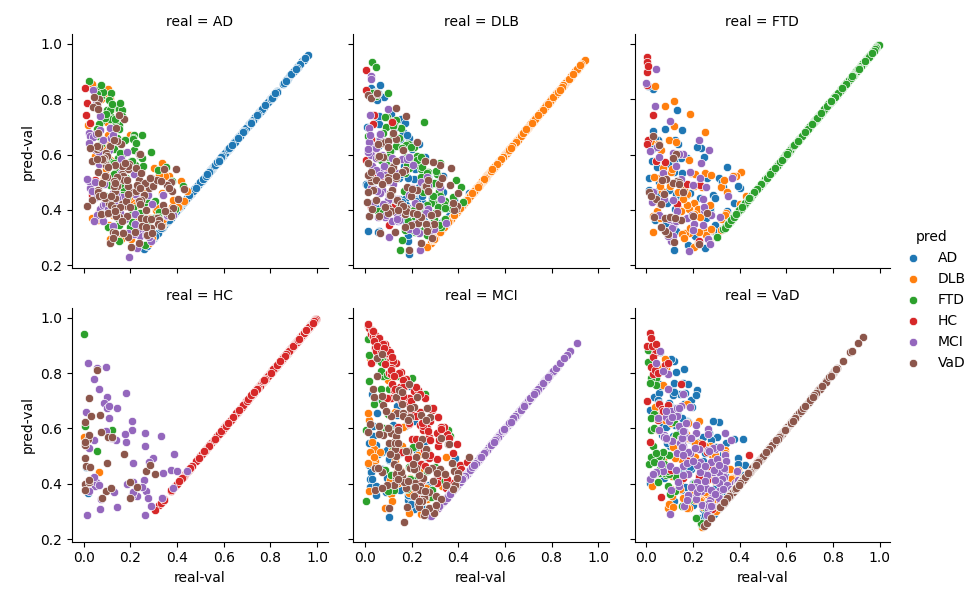 real = AD
real = DLB
real = FTD
pred-val
1.0
0.8
0.6
0.4
0.2
real = HC
real = MCI
real = VaD
pred-val
1.0
0.8
0.6
0.4
0.2
0.0 0.2 0.4 0.6 0.8 1.0
0.0 0.2 0.4 0.6 0.8 1.0
0.0 0.2 0.4 0.6 0.8 1.0
real-val
real-val
real-val
pred
AD
DLB
FTD
HC
MCI
VaD